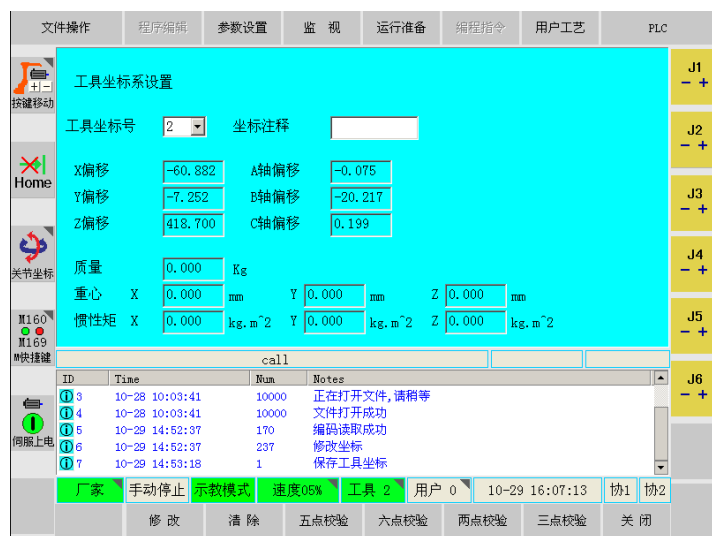 文件操作 程序编辑 参数设置 监 视 运行准备 编程指令 用户工艺 PLC
按键移动
Home
关节坐标
M160
M169
M快捷键
伺服上电
工具坐标系设置
工具坐标号 2 坐标注释
X偏移 -60.882 A轴偏移 -0.075
Y偏移 -7.252 B轴偏移 -20.217
Z偏移 418.700 C轴偏移 0.199
质量 0.000 Kg
重心 X 0.000 mm Y 0.000 mm Z 0.000 mm
惯性矩 X 0.000 kg.m^2 Y 0.000 kg.m^2 Z 0.000 kg.m^2
call
ID Time Num Notes
3 10-28 10:03:41 10000 正在打开文件,请稍等
4 10-28 10:03:41 10000 文件打开成功
5 10-29 14:52:37 170 编码读取成功
6 10-29 14:52:37 237 修改坐标
7 10-29 14:53:18 1 保存工具坐标
厂家 手动停止 示教模式 速度05% 工具 2 用户 0 10-29 16:07:13 协1 协2
修 改 清 除 五点校验 六点校验 两点校验 三点校验 关 闭
J1
- +
J2
- +
J3
- +
J4
- +
J5
- +
J6
- +